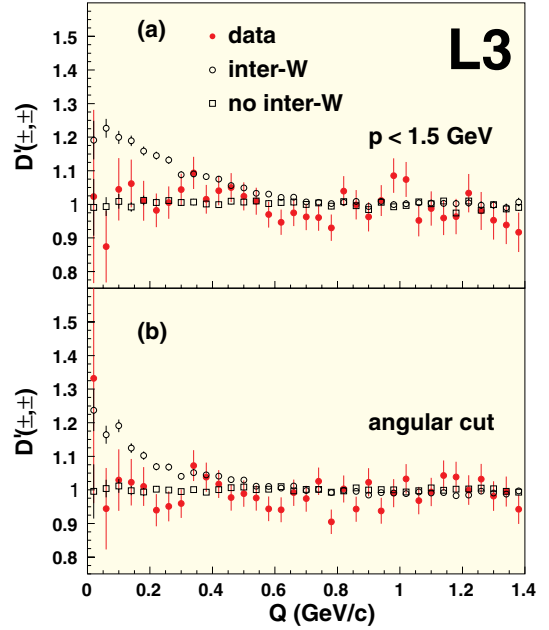 (a)
L3
data
inter-W
no inter-W
p < 1.5 GeV
D'(±,±)
1.5
1.4
1.3
1.2
1.1
1
0.9
0.8
(b)
angular cut
D'(±,±)
1.5
1.4
1.3
1.2
1.1
1
0.9
0.8
0 0.2 0.4 0.6 0.8 1 1.2 1.4
Q (GeV/c)